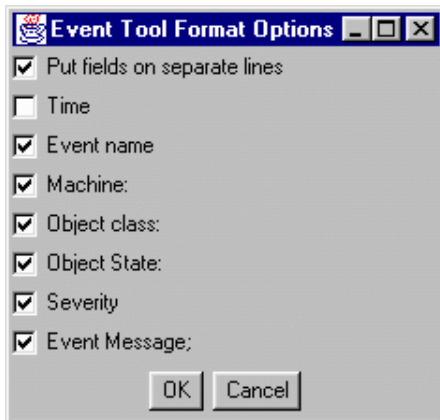 Event Tool Format Options
Put fields on separate lines
Time
Event name
Machine:
Object class:
Object State:
Severity
Event Message;
OK Cancel